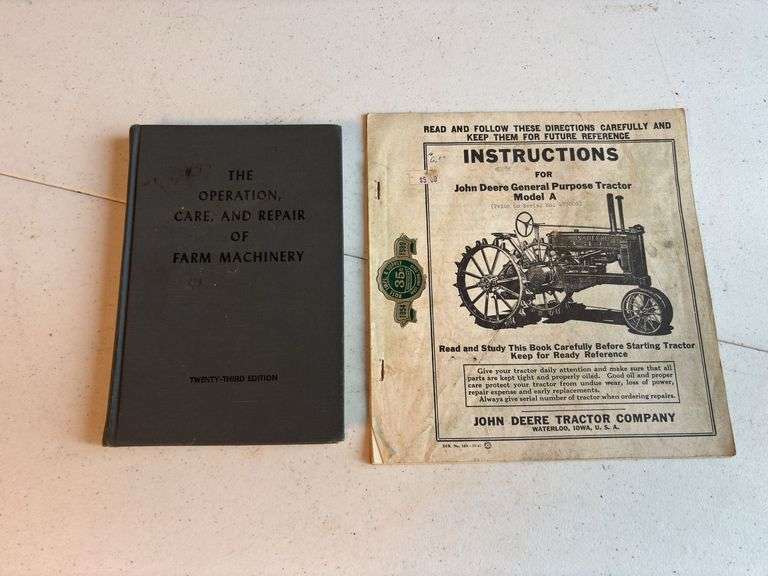 THE
OPERATION,
CARE, AND REPAIR
OF
FARM MACHINERY
TWENTY-THIRD EDITION
READ AND FOLLOW THESE DIRECTIONS CAREFULLY AND
KEEP THEM FOR FUTURE REFERENCE
INSTRUCTIONS
FOR
John Deere General Purpose Tractor
Model A
(Prior to Serial No.
35
Read and Study This Book Carefully Before Starting Tractor
Keep for Ready Reference
Give your tractor daily attention and make sure that all
parts are kept tight and properly oiled. Good oil and proper
care protect your tractor from undue wear, loss of power,
repair expense and early replacements.
Always give serial number of tractor when ordering repairs.
JOHN DEERE TRACTOR COMPANY
WATERLOO, IOWA, U. S. A.